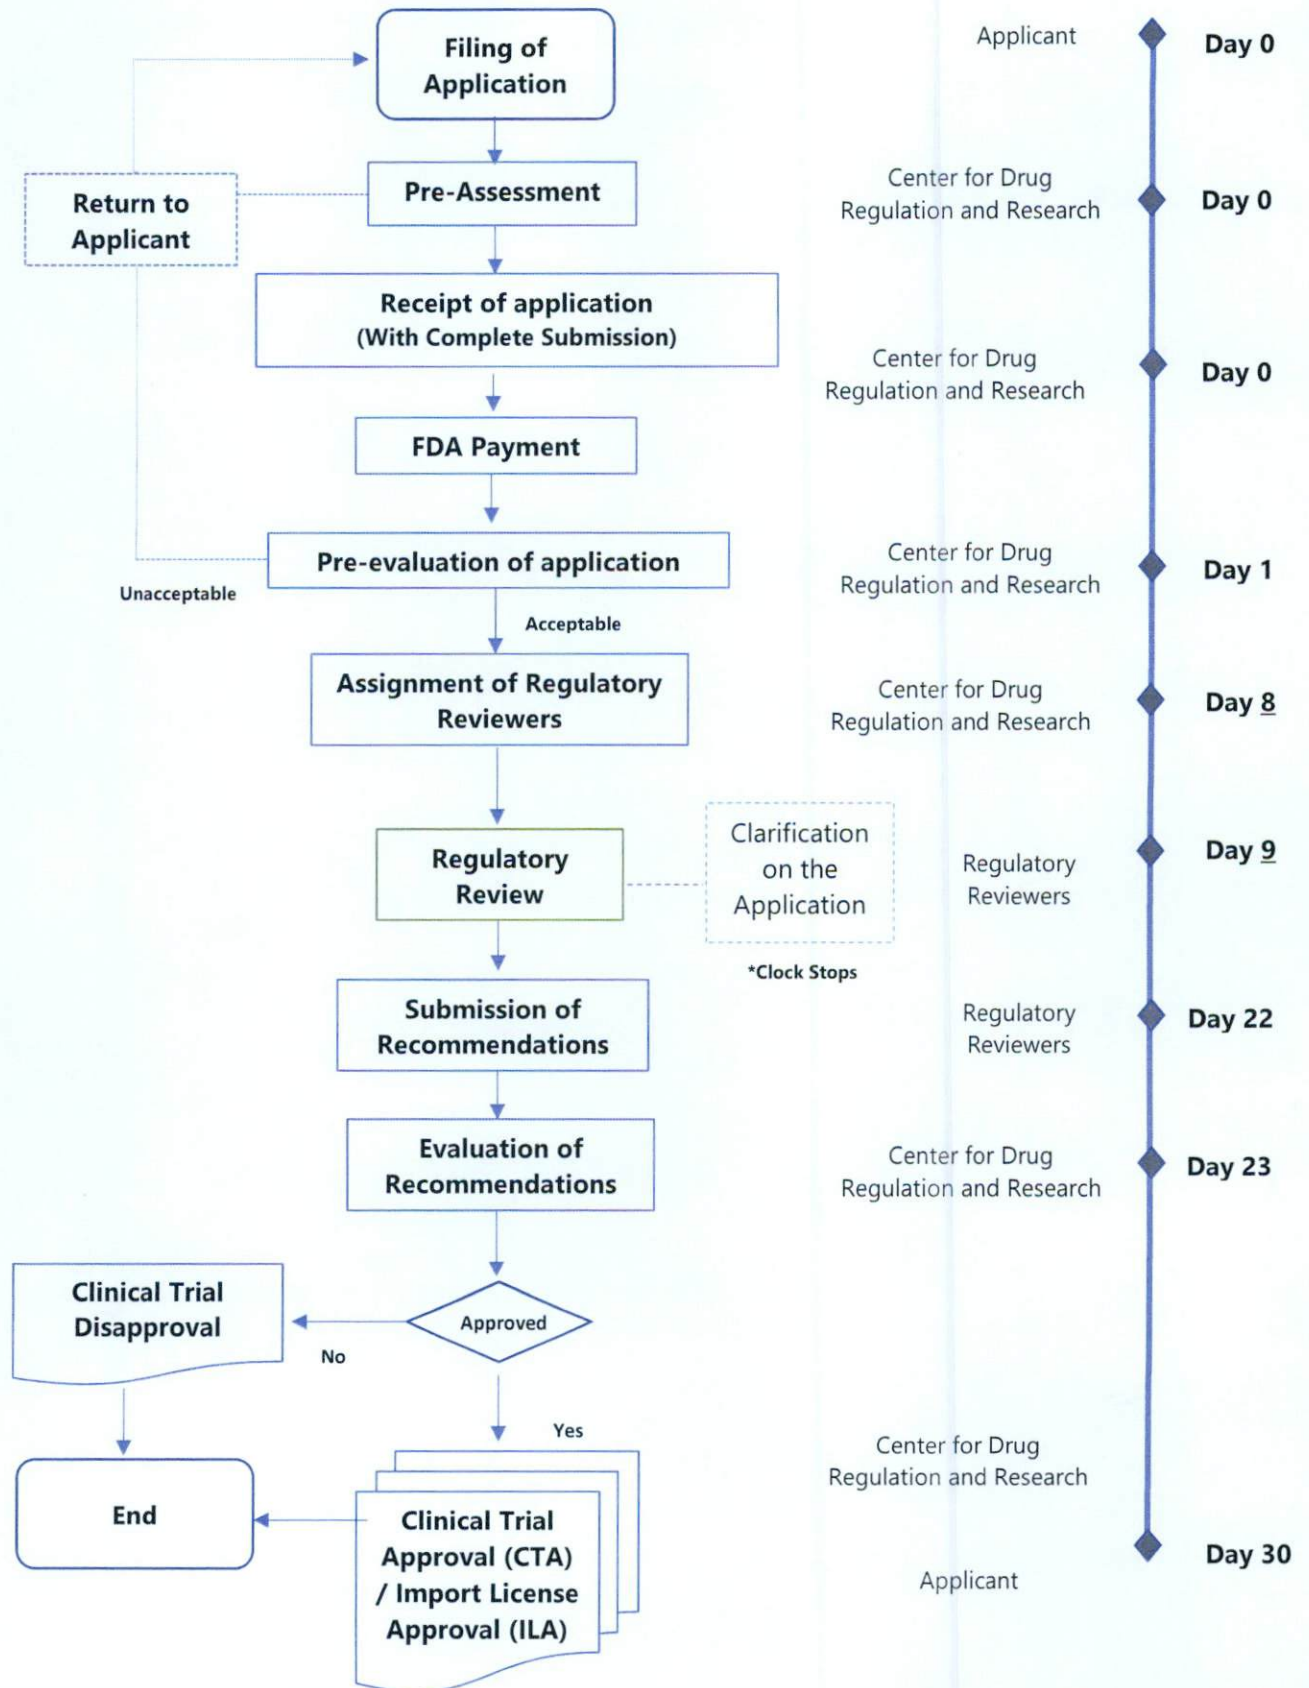 Filing of
Application
Applicant
Day 0
Pre-Assessment
Return to
Applicant
Center for Drug
Regulation and Research
Day 0
Receipt of application
(With Complete Submission)
Center for Drug
Regulation and Research
Day 0
FDA Payment
Pre-evaluation of application
Unacceptable
Acceptable
Center for Drug
Regulation and Research
Day 1
Assignment of Regulatory
Reviewers
Center for Drug
Regulation and Research
Day 8
Regulatory
Review
Clarification
on the
Application
*Clock Stops
Regulatory
Reviewers
Day 9
Submission of
Recommendations
Regulatory
Reviewers
Day 22
Evaluation of
Recommendations
Center for Drug
Regulation and Research
Day 23
Approved
No
Clinical Trial
Disapproval
Yes
End
Clinical Trial
Approval (CTA)
/ Import License
Approval (ILA)
Center for Drug
Regulation and Research
Applicant
Day 30